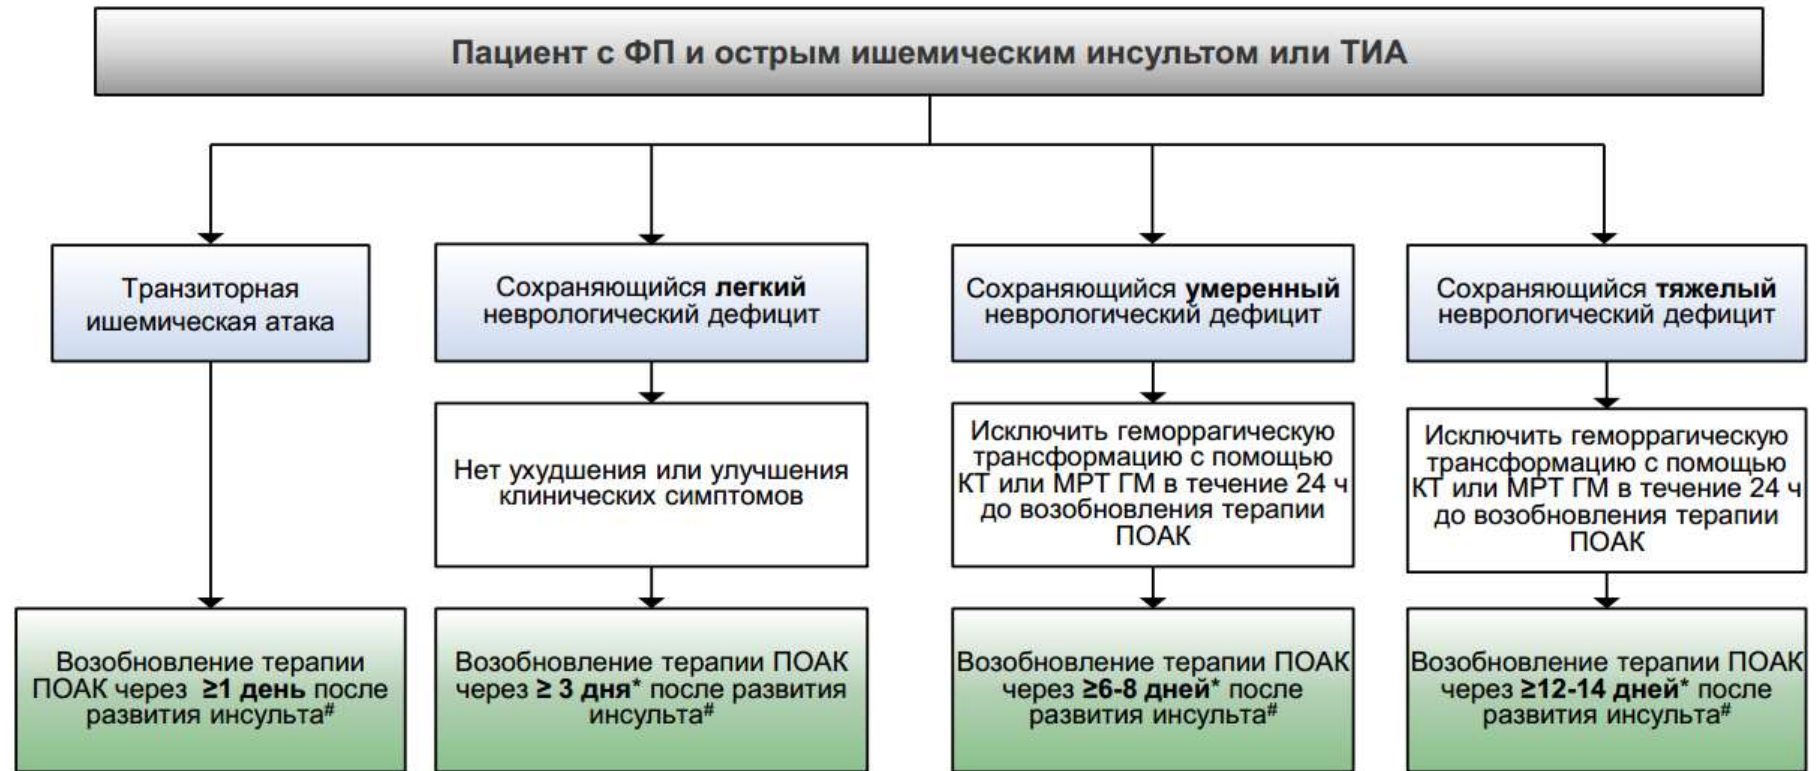 Пациент с ФП и острым ишемическим инсультом или ТИА
Транзиторная
ишемическая атака
Сохраняющийся легкий
неврологический дефицит
Сохраняющийся умеренный
неврологический дефицит
Сохраняющийся тяжелый
неврологический дефицит
Нет ухудшения или улучшения
клинических симптомов
Исключить геморрагическую
трансформацию с помощью
КТ или МРТ ГМ в течение 24 ч
до возобновления терапии
ПОАК
Исключить геморрагическую
трансформацию с помощью
КТ или МРТ ГМ в течение 24 ч
до возобновления терапии
ПОАК
Возобновление терапии
ПОАК через ≥1 день после
развития инсульта#
Возобновление терапии ПОАК
через ≥ 3 дня* после развития
инсульта#
Возобновление терапии ПОАК
через ≥6-8 дней* после
развития инсульта#
Возобновление терапии ПОАК
через ≥12-14 дней* после
развития инсульта#